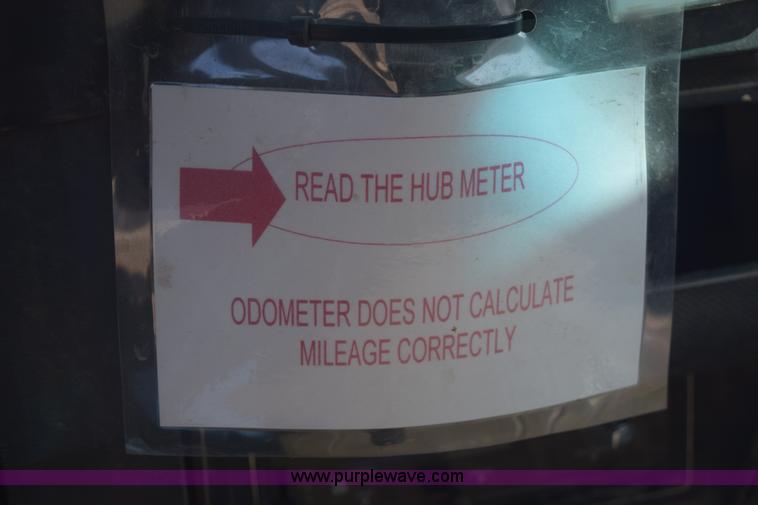 READ THE HUB METER
ODOMETER DOES NOT CALCULATE
MILEAGE CORRECTLY
www.purplewave.com